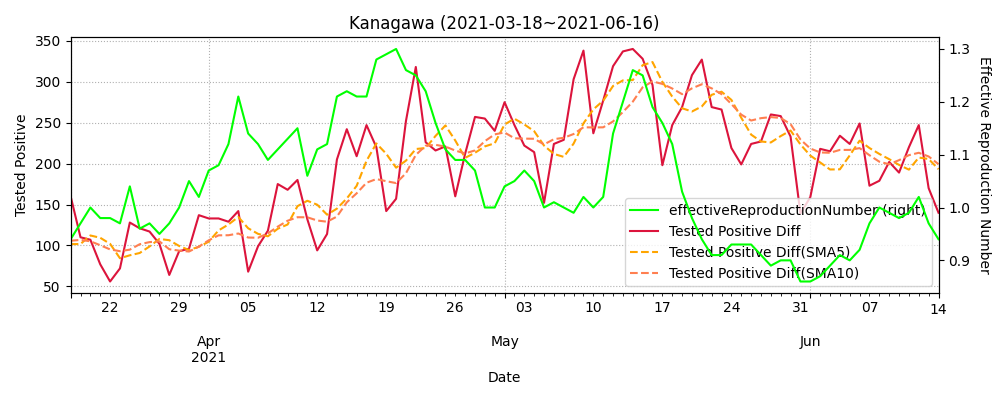 Kanagawa (2021-03-18~2021-06-16)
Tested Positive
350
300
250
200
150
100
50
1.3
1.2
1.1
1.0
0.9
Effective Reproduction Number
effectiveReproductionNumber (right)
Tested Positive Diff
Tested Positive Diff(SMA5)
Tested Positive Diff(SMA10)
22 29 05 12 19 26 03 10 17 24 31 07 14
Apr May Jun
2021
Date